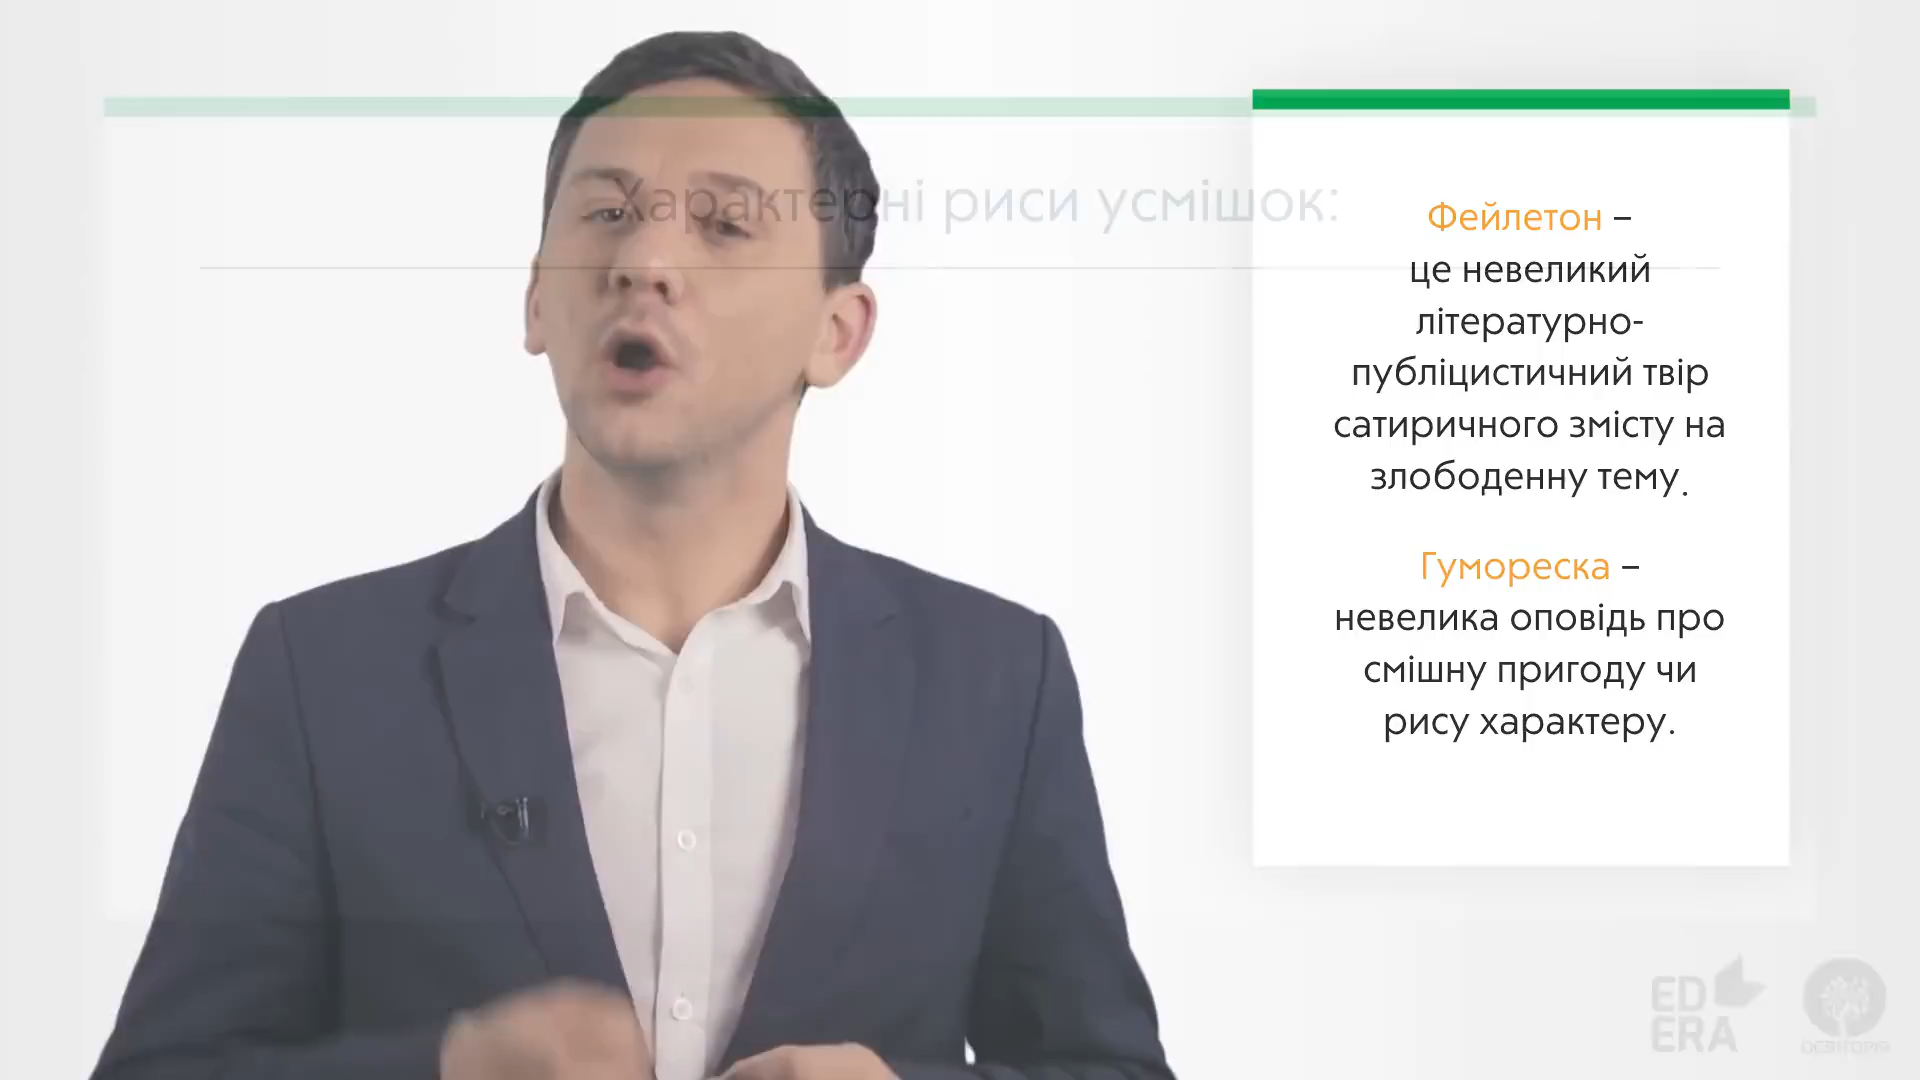 Характерні риси усмішок:
Фейлетон –
це невеликий
літературно-
публіцистичний твір
сатиричного змісту на
злободенну тему.
Гумореска –
невелика оповідь про
смішну пригоду чи
рису характеру.
ED
ERA
ОСВІТОРІЯ